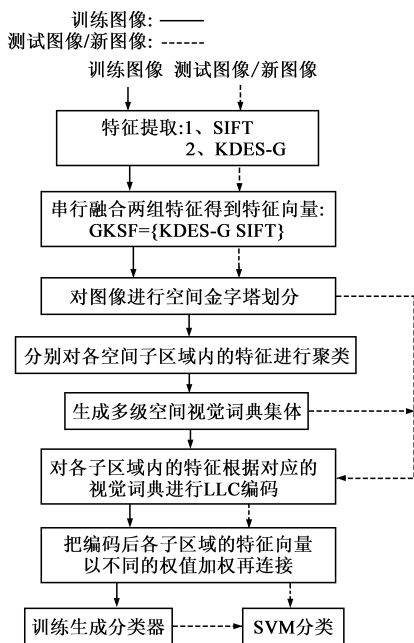 训练图像:
测试图像/新图像:
训练图像 测试图像/新图像
特征提取:1、SIFT
2、KDES-G
串行融合两组特征得到特征向量:
GKSF={KDES-G SIFT}
对图像进行空间金字塔划分
分别对各空间子区域内的特征进行聚类
生成多级空间视觉词典集体
对各子区域内的特征根据对应的
视觉词典进行LLC编码
把编码后各子区域的特征向量
以不同的权值加权再连接
训练生成分类器 SVM分类